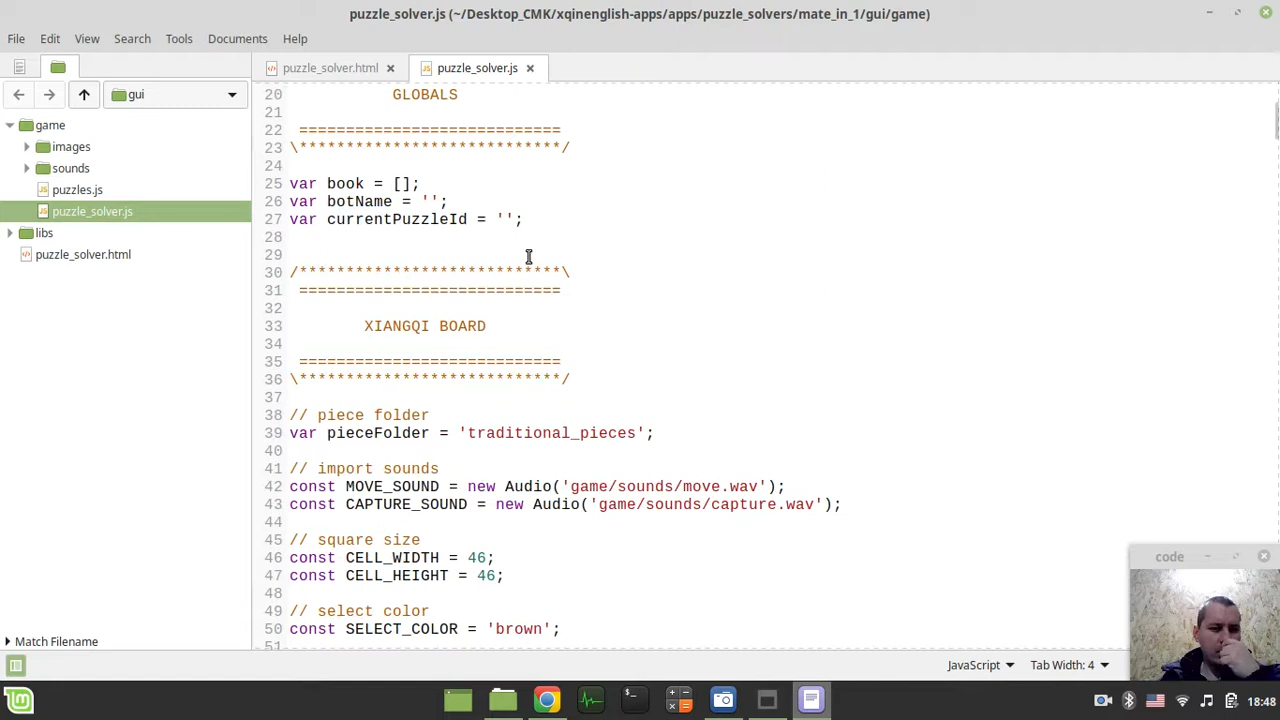 puzzle_solver.js (~/Desktop_CMK/xqinenglish-apps/apps/puzzle_solvers/mate_in_1/gui/game)
File Edit View Search Tools Documents Help
puzzle_solver.html
puzzle_solver.js
gui
game
images
sounds
puzzles.js
puzzle_solver.js
libs
puzzle_solver.html
20 GLOBALS
21
22 ============================
23 \****************************/
24
25 var book = [];
26 var botName = '';
27 var currentPuzzleId = '';
28
29
30 /****************************\
31 ============================
32
33 XIANGQI BOARD
34
35 ============================
36 \****************************/
37
38 // piece folder
39 var pieceFolder = 'traditional_pieces';
40
41 // import sounds
42 const MOVE_SOUND = new Audio('game/sounds/move.wav');
43 const CAPTURE_SOUND = new Audio('game/sounds/capture.wav');
44
45 // square size
46 const CELL_WIDTH = 46;
47 const CELL_HEIGHT = 46;
48
49 // select color
50 const SELECT_COLOR = 'brown';
51
code
Match Filename
JavaScript Tab Width: 4
18:48